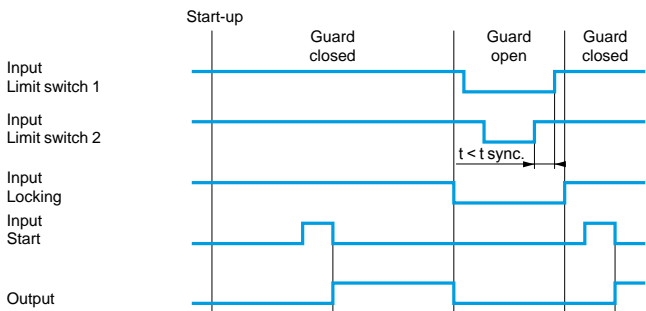 Start-up
Guard
closed
Guard
open
Guard
closed
Input
Limit switch 1
Input
Limit switch 2
t < t sync.
Input
Locking
Input
Start
Output